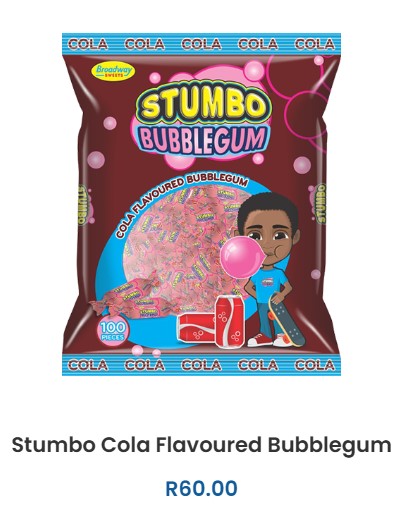 COLA COLA COLA COLA COLA
Broadway
SWEETS
STUMBO
BUBBLEGUM
COLA FLAVOURED BUBBLEGUM
STUMBO
STUMBO
100
PIECES
COLA COLA COLA COLA COLA
Stumbo Cola Flavoured Bubblegum
R60.00